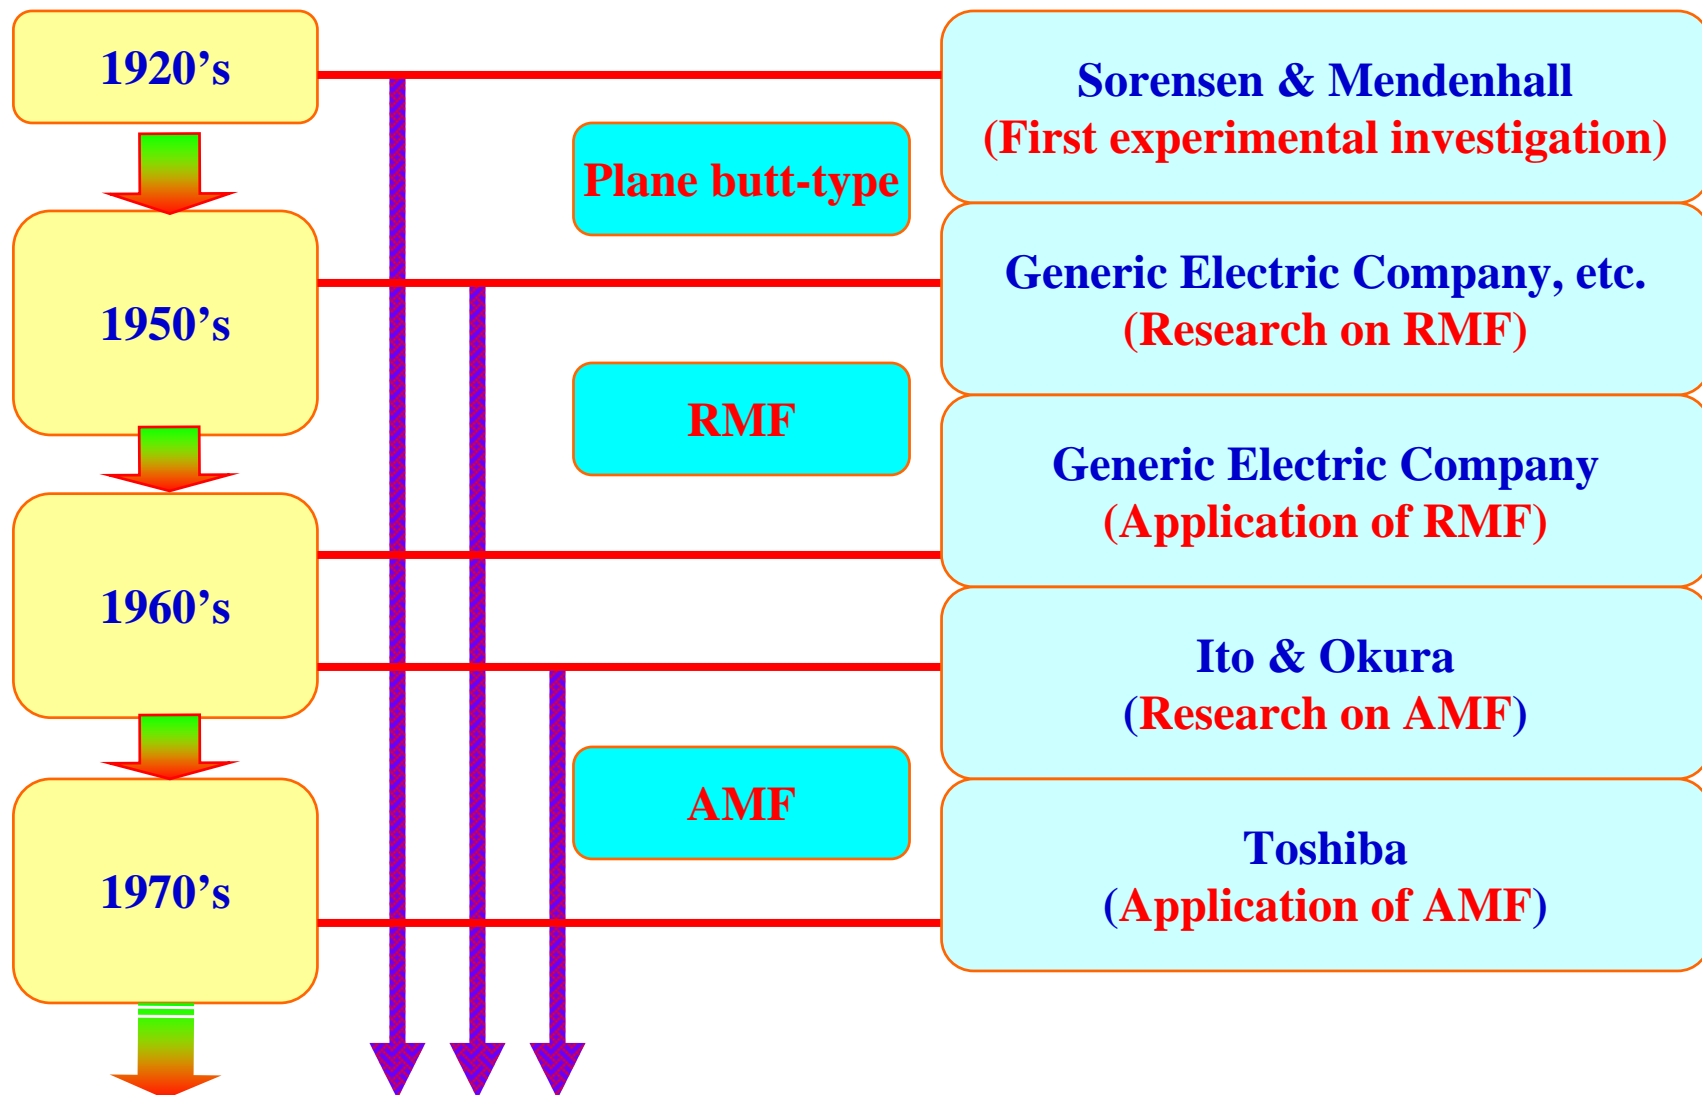 1920’s
1950’s
1960’s
1970’s
Plane butt-type
RMF
AMF
Sorensen & Mendenhall
(First experimental investigation)
Generic Electric Company, etc.
(Research on RMF)
Generic Electric Company
(Application of RMF)
Ito & Okura
(Research on AMF)
Toshiba
(Application of AMF)